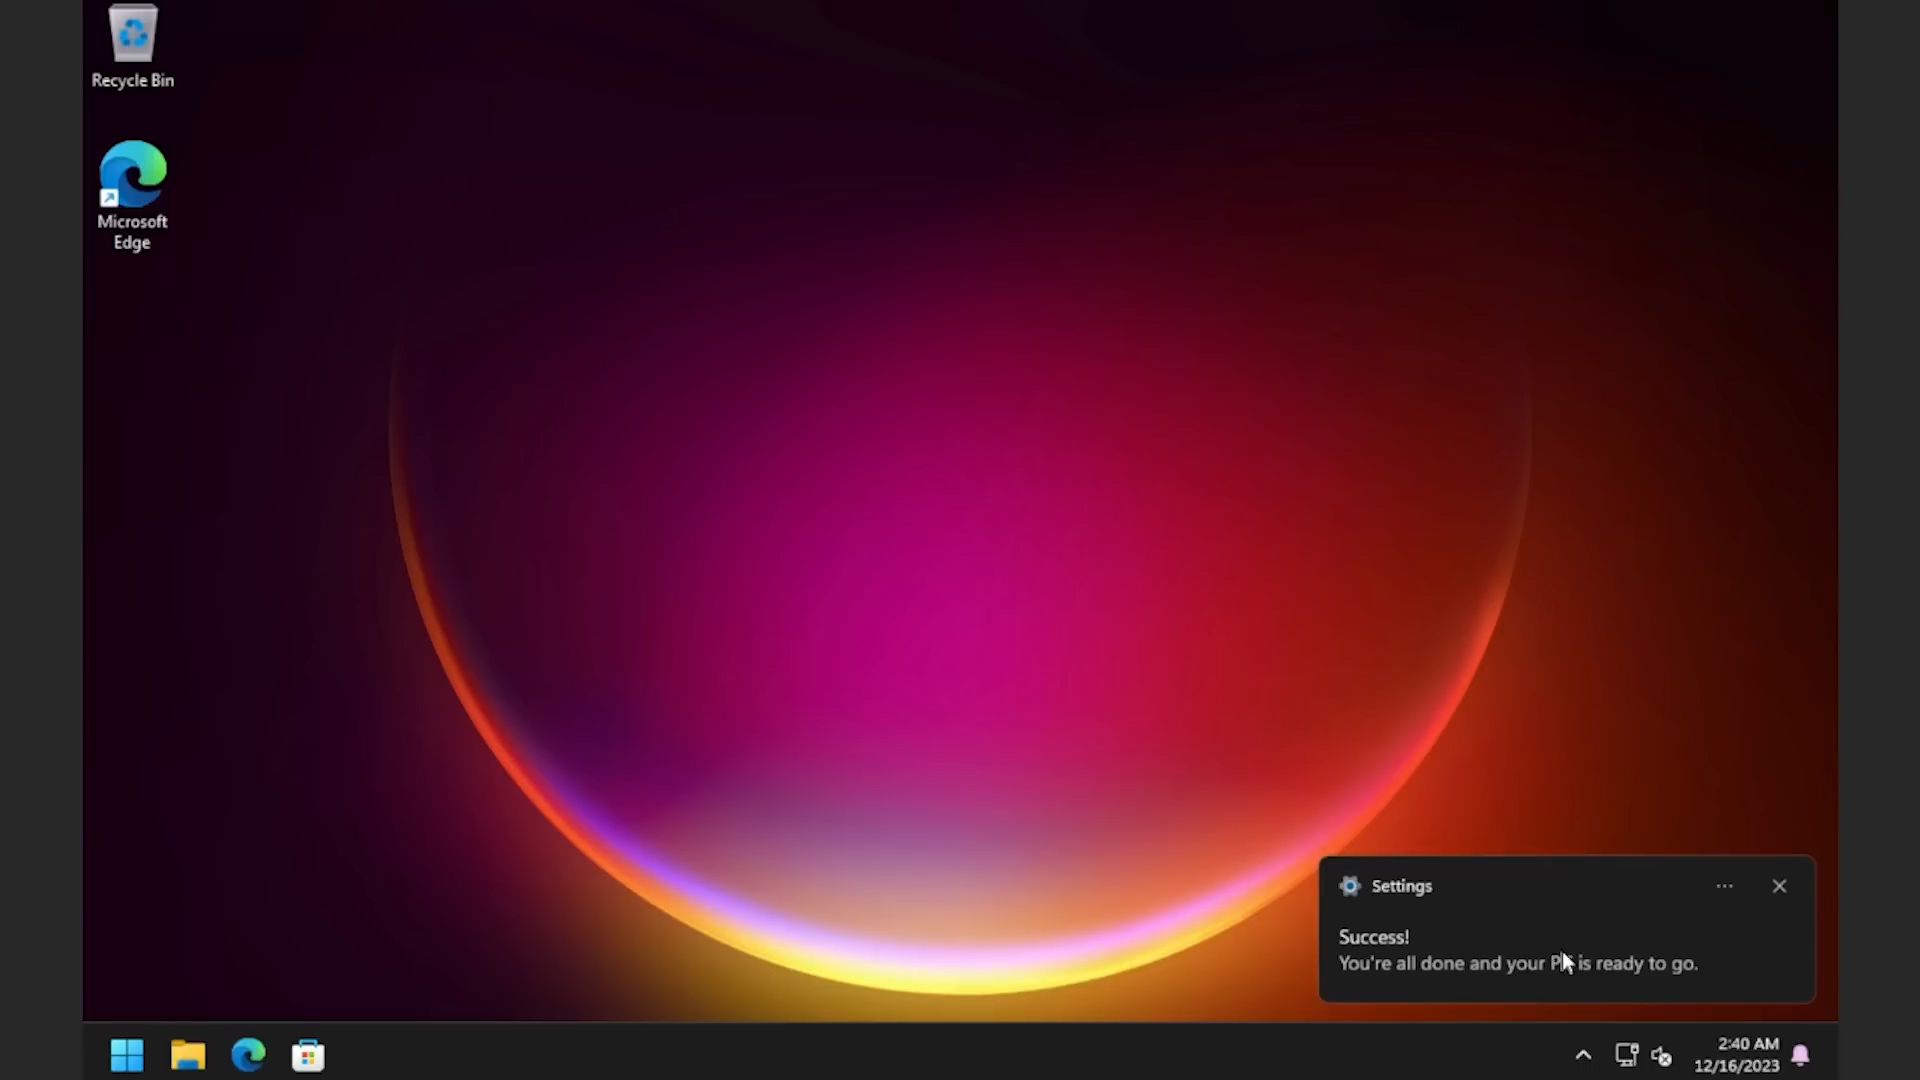 Recycle Bin
Microsoft
Edge
Settings
Success!
You're all done and your P is ready to go.
2:40 AM
12/16/2023